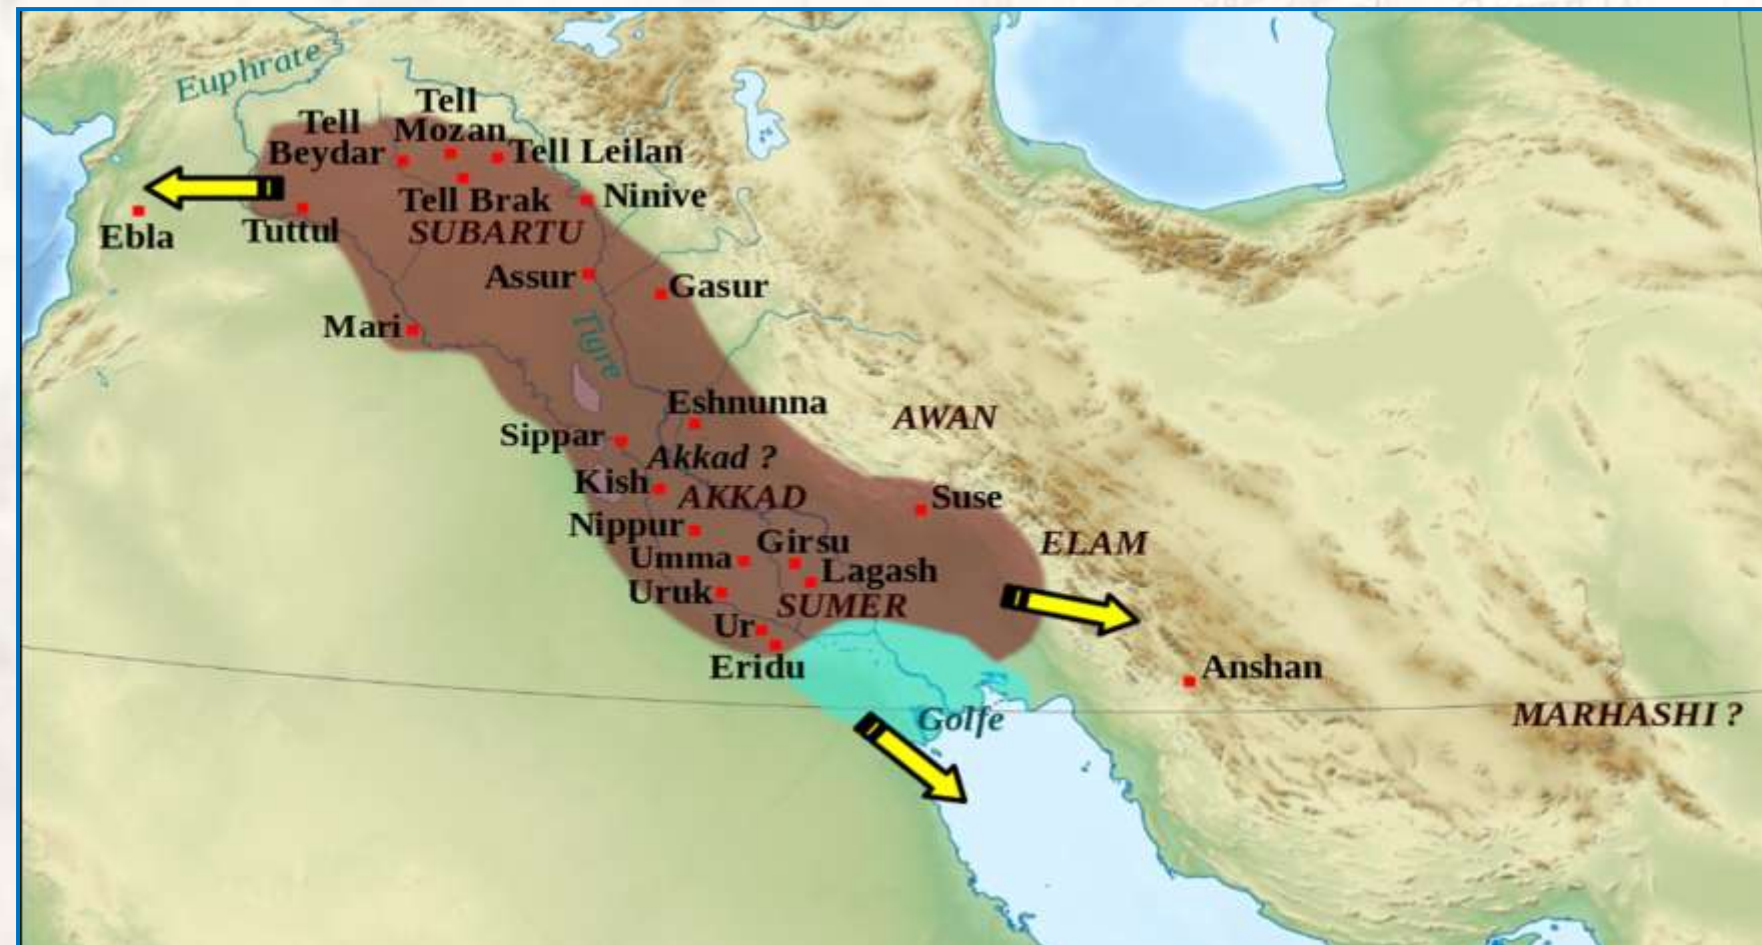 Euphrate
Tell
Mozan
Tell
Beydar
Tell Leilan
Tell Brak
Ninive
SUBARTU
Ebla
Tuttul
Assur
Gasur
Mari
Tigre
Eshnunna
AWAN
Sippar
Akkad ?
Kish
AKKAD
Suse
Nippur
Girsu
ELAM
Umma
Lagash
Uruk
SUMER
Ur
Eridu
Anshan
Golfe
MARHASHI ?